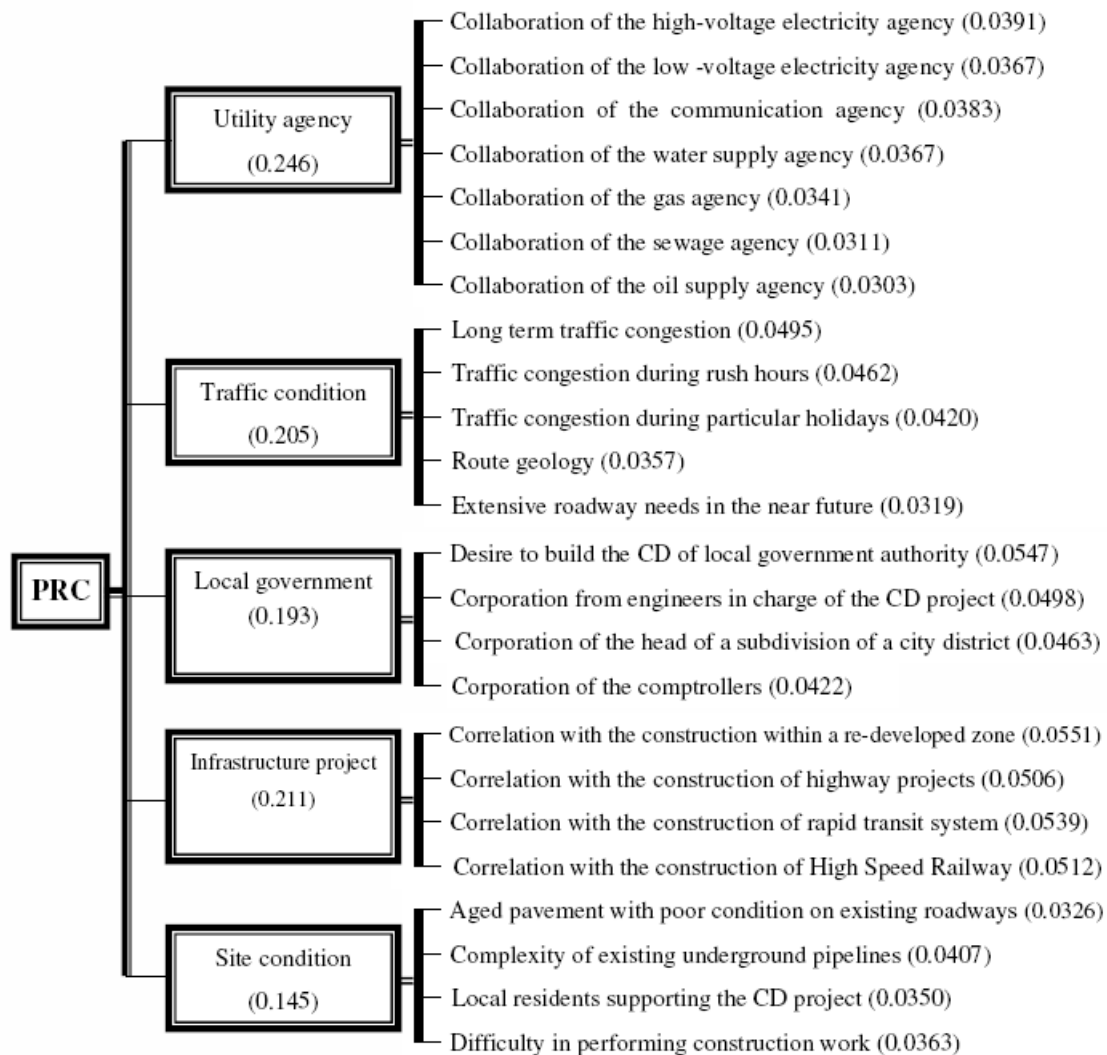 PRC
Utility agency
(0.246)
Collaboration of the high-voltage electricity agency (0.0391)
Collaboration of the low -voltage electricity agency (0.0367)
Collaboration of the communication agency (0.0383)
Collaboration of the water supply agency (0.0367)
Collaboration of the gas agency (0.0341)
Collaboration of the sewage agency (0.0311)
Collaboration of the oil supply agency (0.0303)
Traffic condition
(0.205)
Long term traffic congestion (0.0495)
Traffic congestion during rush hours (0.0462)
Traffic congestion during particular holidays (0.0420)
Route geology (0.0357)
Extensive roadway needs in the near future (0.0319)
Local government
(0.193)
Desire to build the CD of local government authority (0.0547)
Corporation from engineers in charge of the CD project (0.0498)
Corporation of the head of a subdivision of a city district (0.0463)
Corporation of the comptrollers (0.0422)
Infrastructure project
(0.211)
Correlation with the construction within a re-developed zone (0.0551)
Correlation with the construction of highway projects (0.0506)
Correlation with the construction of rapid transit system (0.0539)
Correlation with the construction of High Speed Railway (0.0512)
Site condition
(0.145)
Aged pavement with poor condition on existing roadways (0.0326)
Complexity of existing underground pipelines (0.0407)
Local residents supporting the CD project (0.0350)
Difficulty in performing construction work (0.0363)